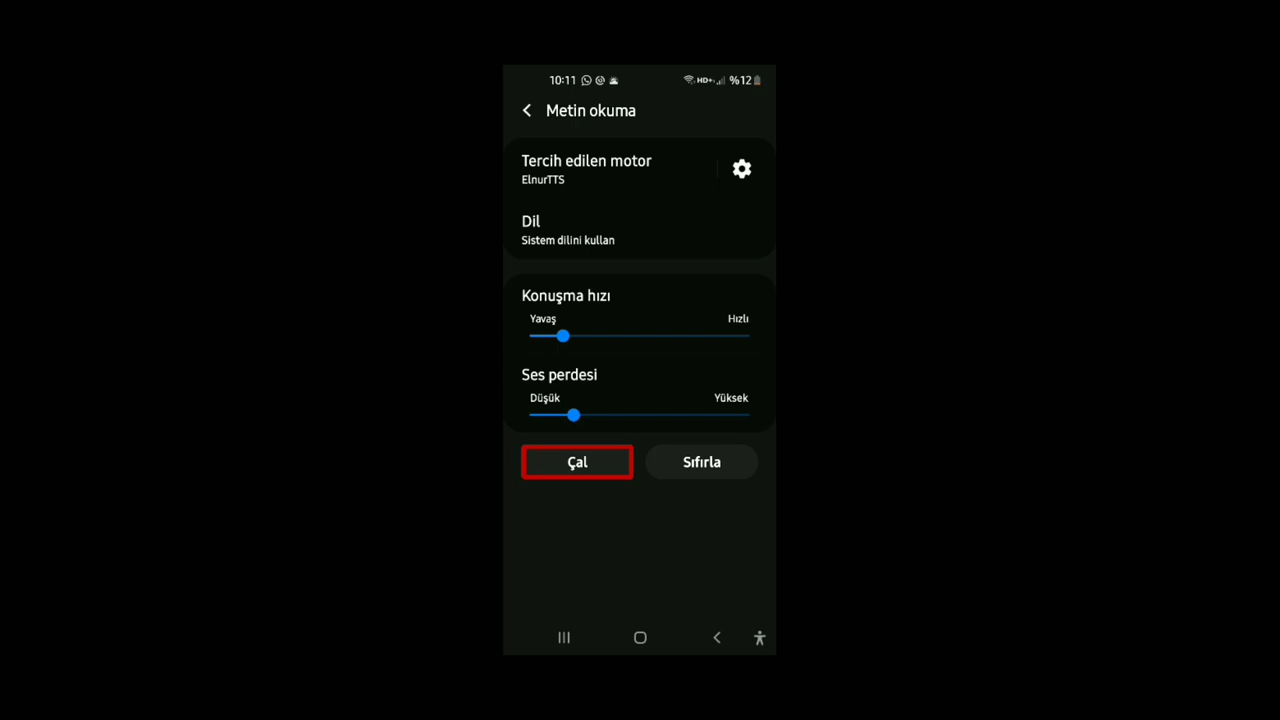 10:11 HD+ %12
Metin okuma
Tercih edilen motor
ElnurTTS
Dil
Sistem dilini kullan
Konuşma hızı
Yavaş Hızlı
Ses perdesi
Düşük Yüksek
Çal Sıfırla